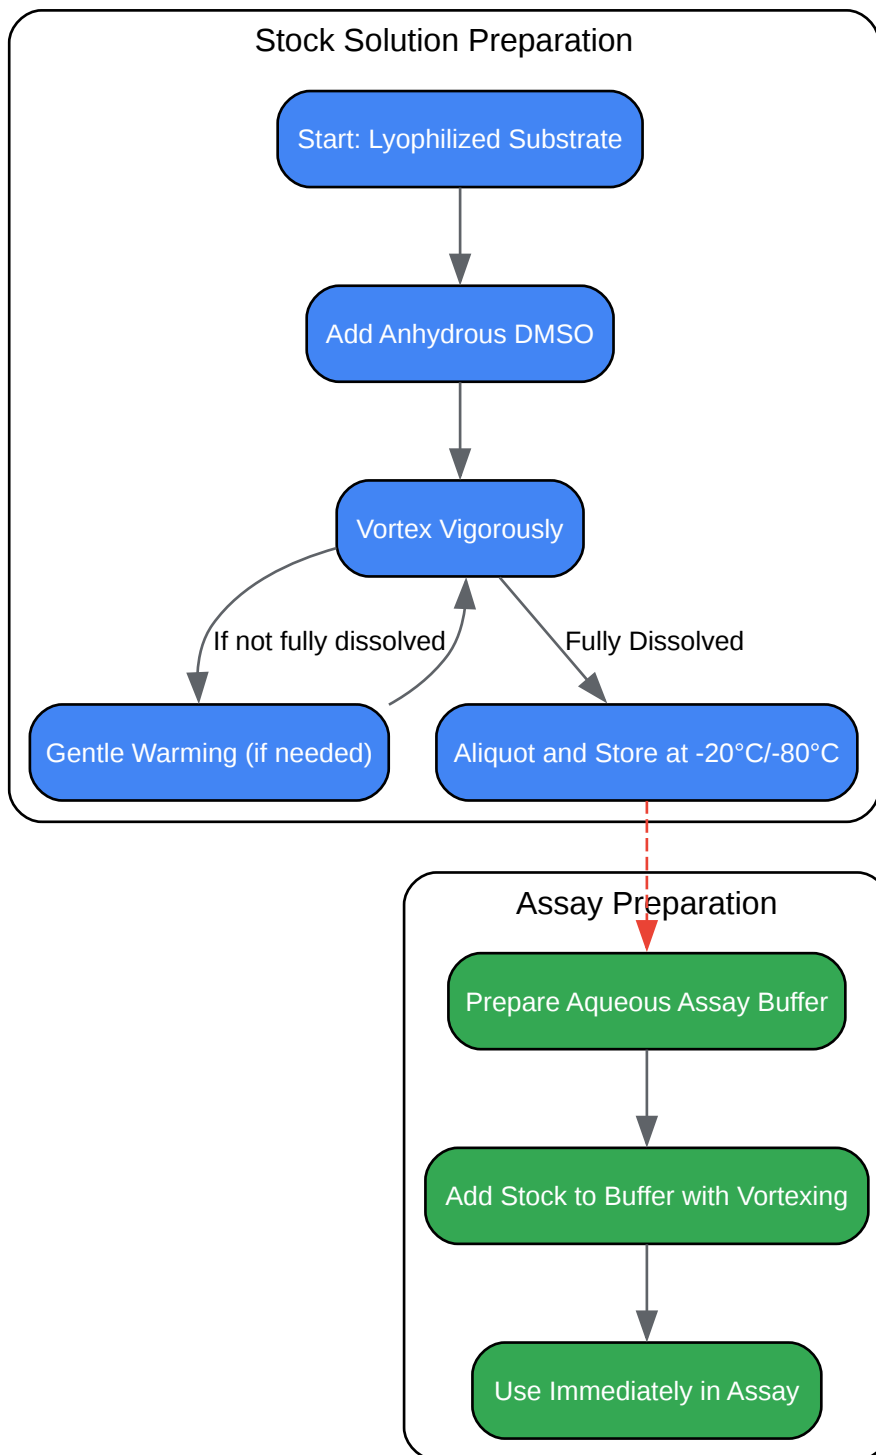 Stock Solution Preparation
Start: Lyophilized Substrate
Add Anhydrous DMSO
Vortex Vigorously
If not fully dissolved
Fully Dissolved
Gentle Warming (if needed)
Aliquot and Store at -20°C/-80°C
Assay Preparation
Prepare Aqueous Assay Buffer
Add Stock to Buffer with Vortexing
Use Immediately in Assay